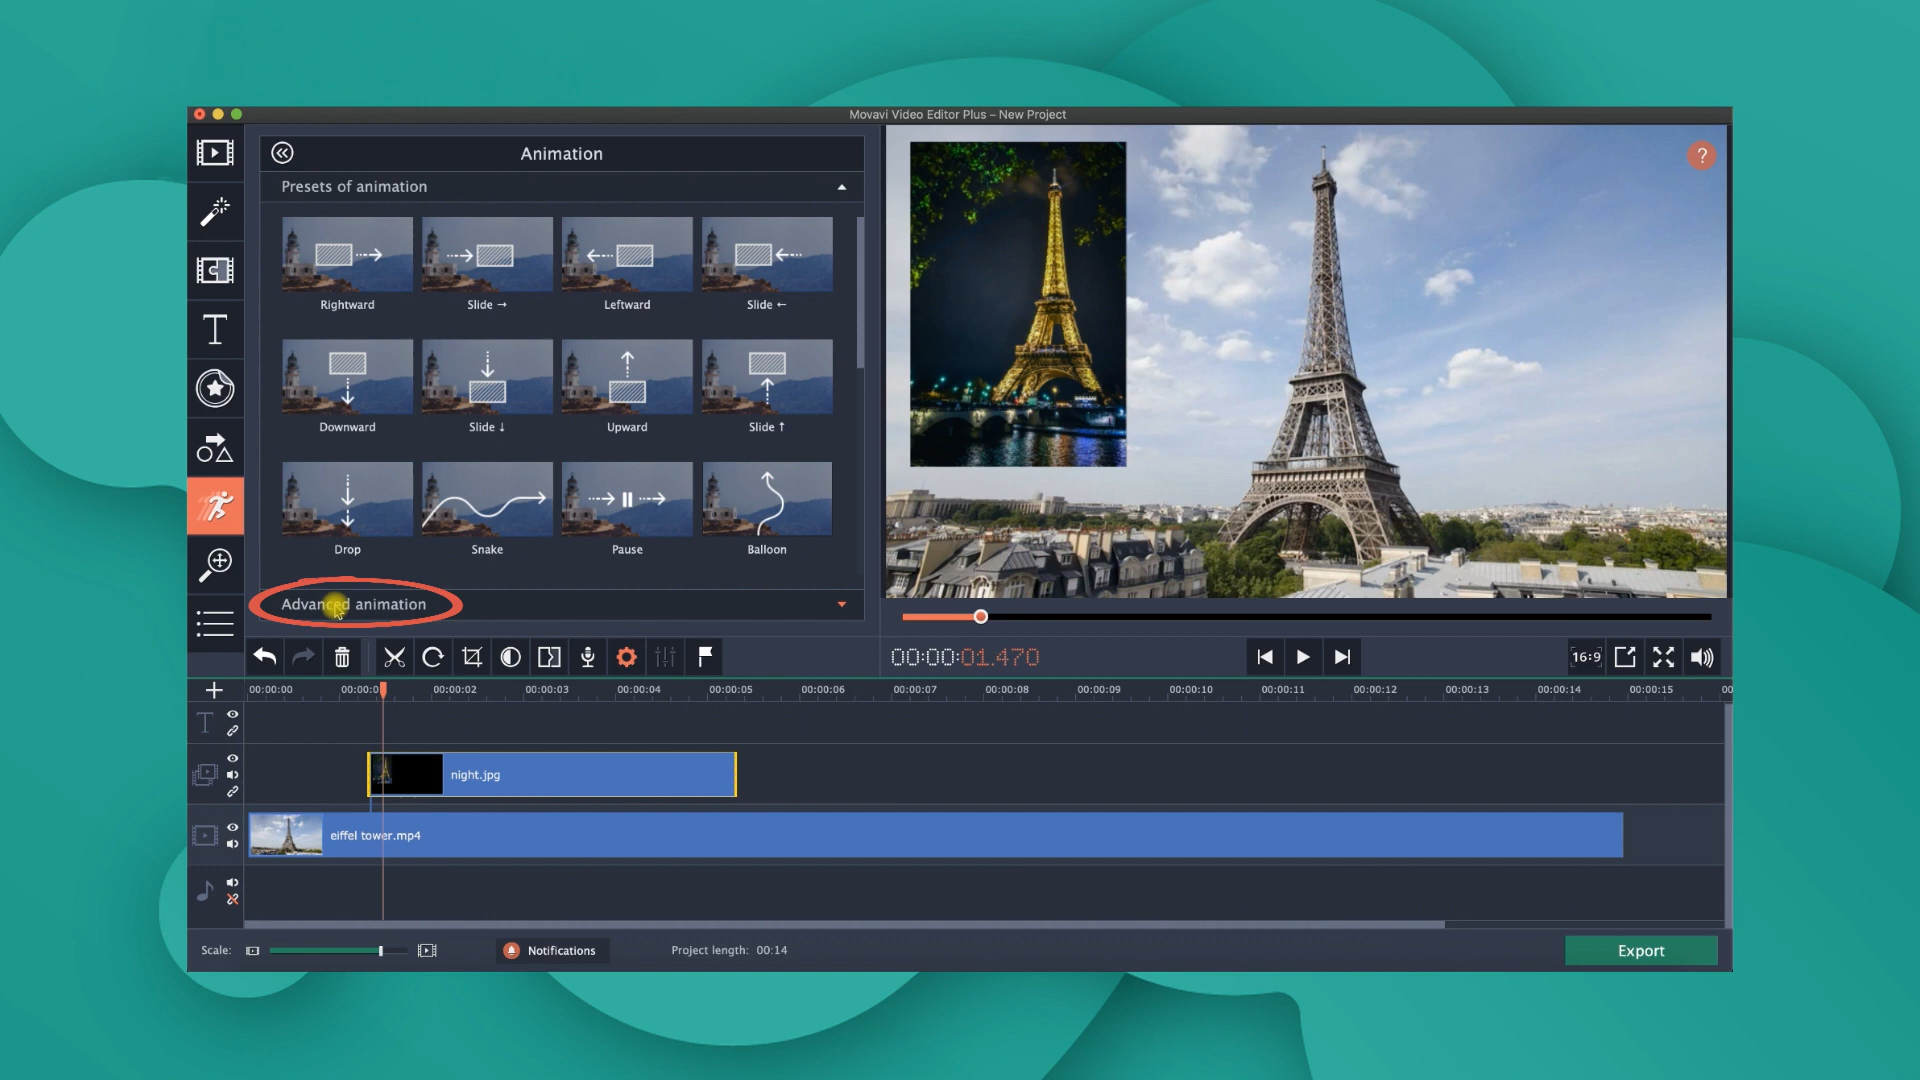 Movavi Video Editor Plus – New Project
Animation
Presets of animation
Rightward
Slide →
Leftward
Slide ←
Downward
Slide ↓
Upward
Slide ↑
Drop
Snake
Pause
Balloon
Advanced animation
?
00:00:01.470
16:9
00:00:00 00:00:0 00:00:02 00:00:03 00:00:04 00:00:05 00:00:06 00:00:07 00:00:08 00:00:09 00:00:10 00:00:11 00:00:12 00:00:13 00:00:14 00:00:15 00
night.jpg
eiffel tower.mp4
Scale:
Notifications
Project length: 00:14
Export